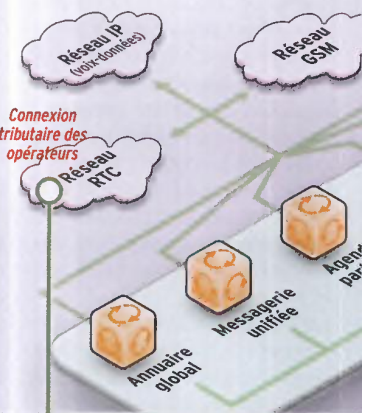 Réseau IP
(voix-données)
Réseau
GSM
Connexion
tributaire des
opérateurs
Réseau
RTC
Messagerie
unifiée
Annuaire
global